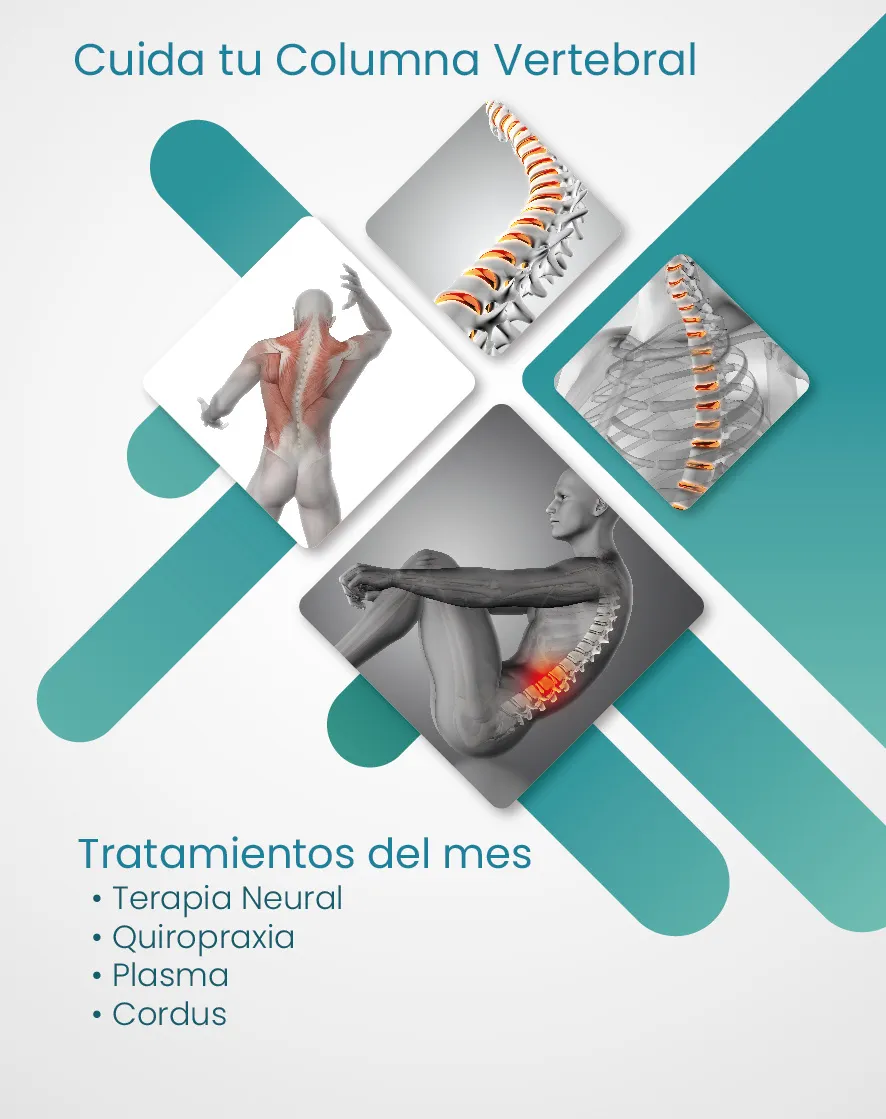 Cuida tu Columna Vertebral
Tratamientos del mes
• Terapia Neural
• Quiropraxia
• Plasma
• Cordus